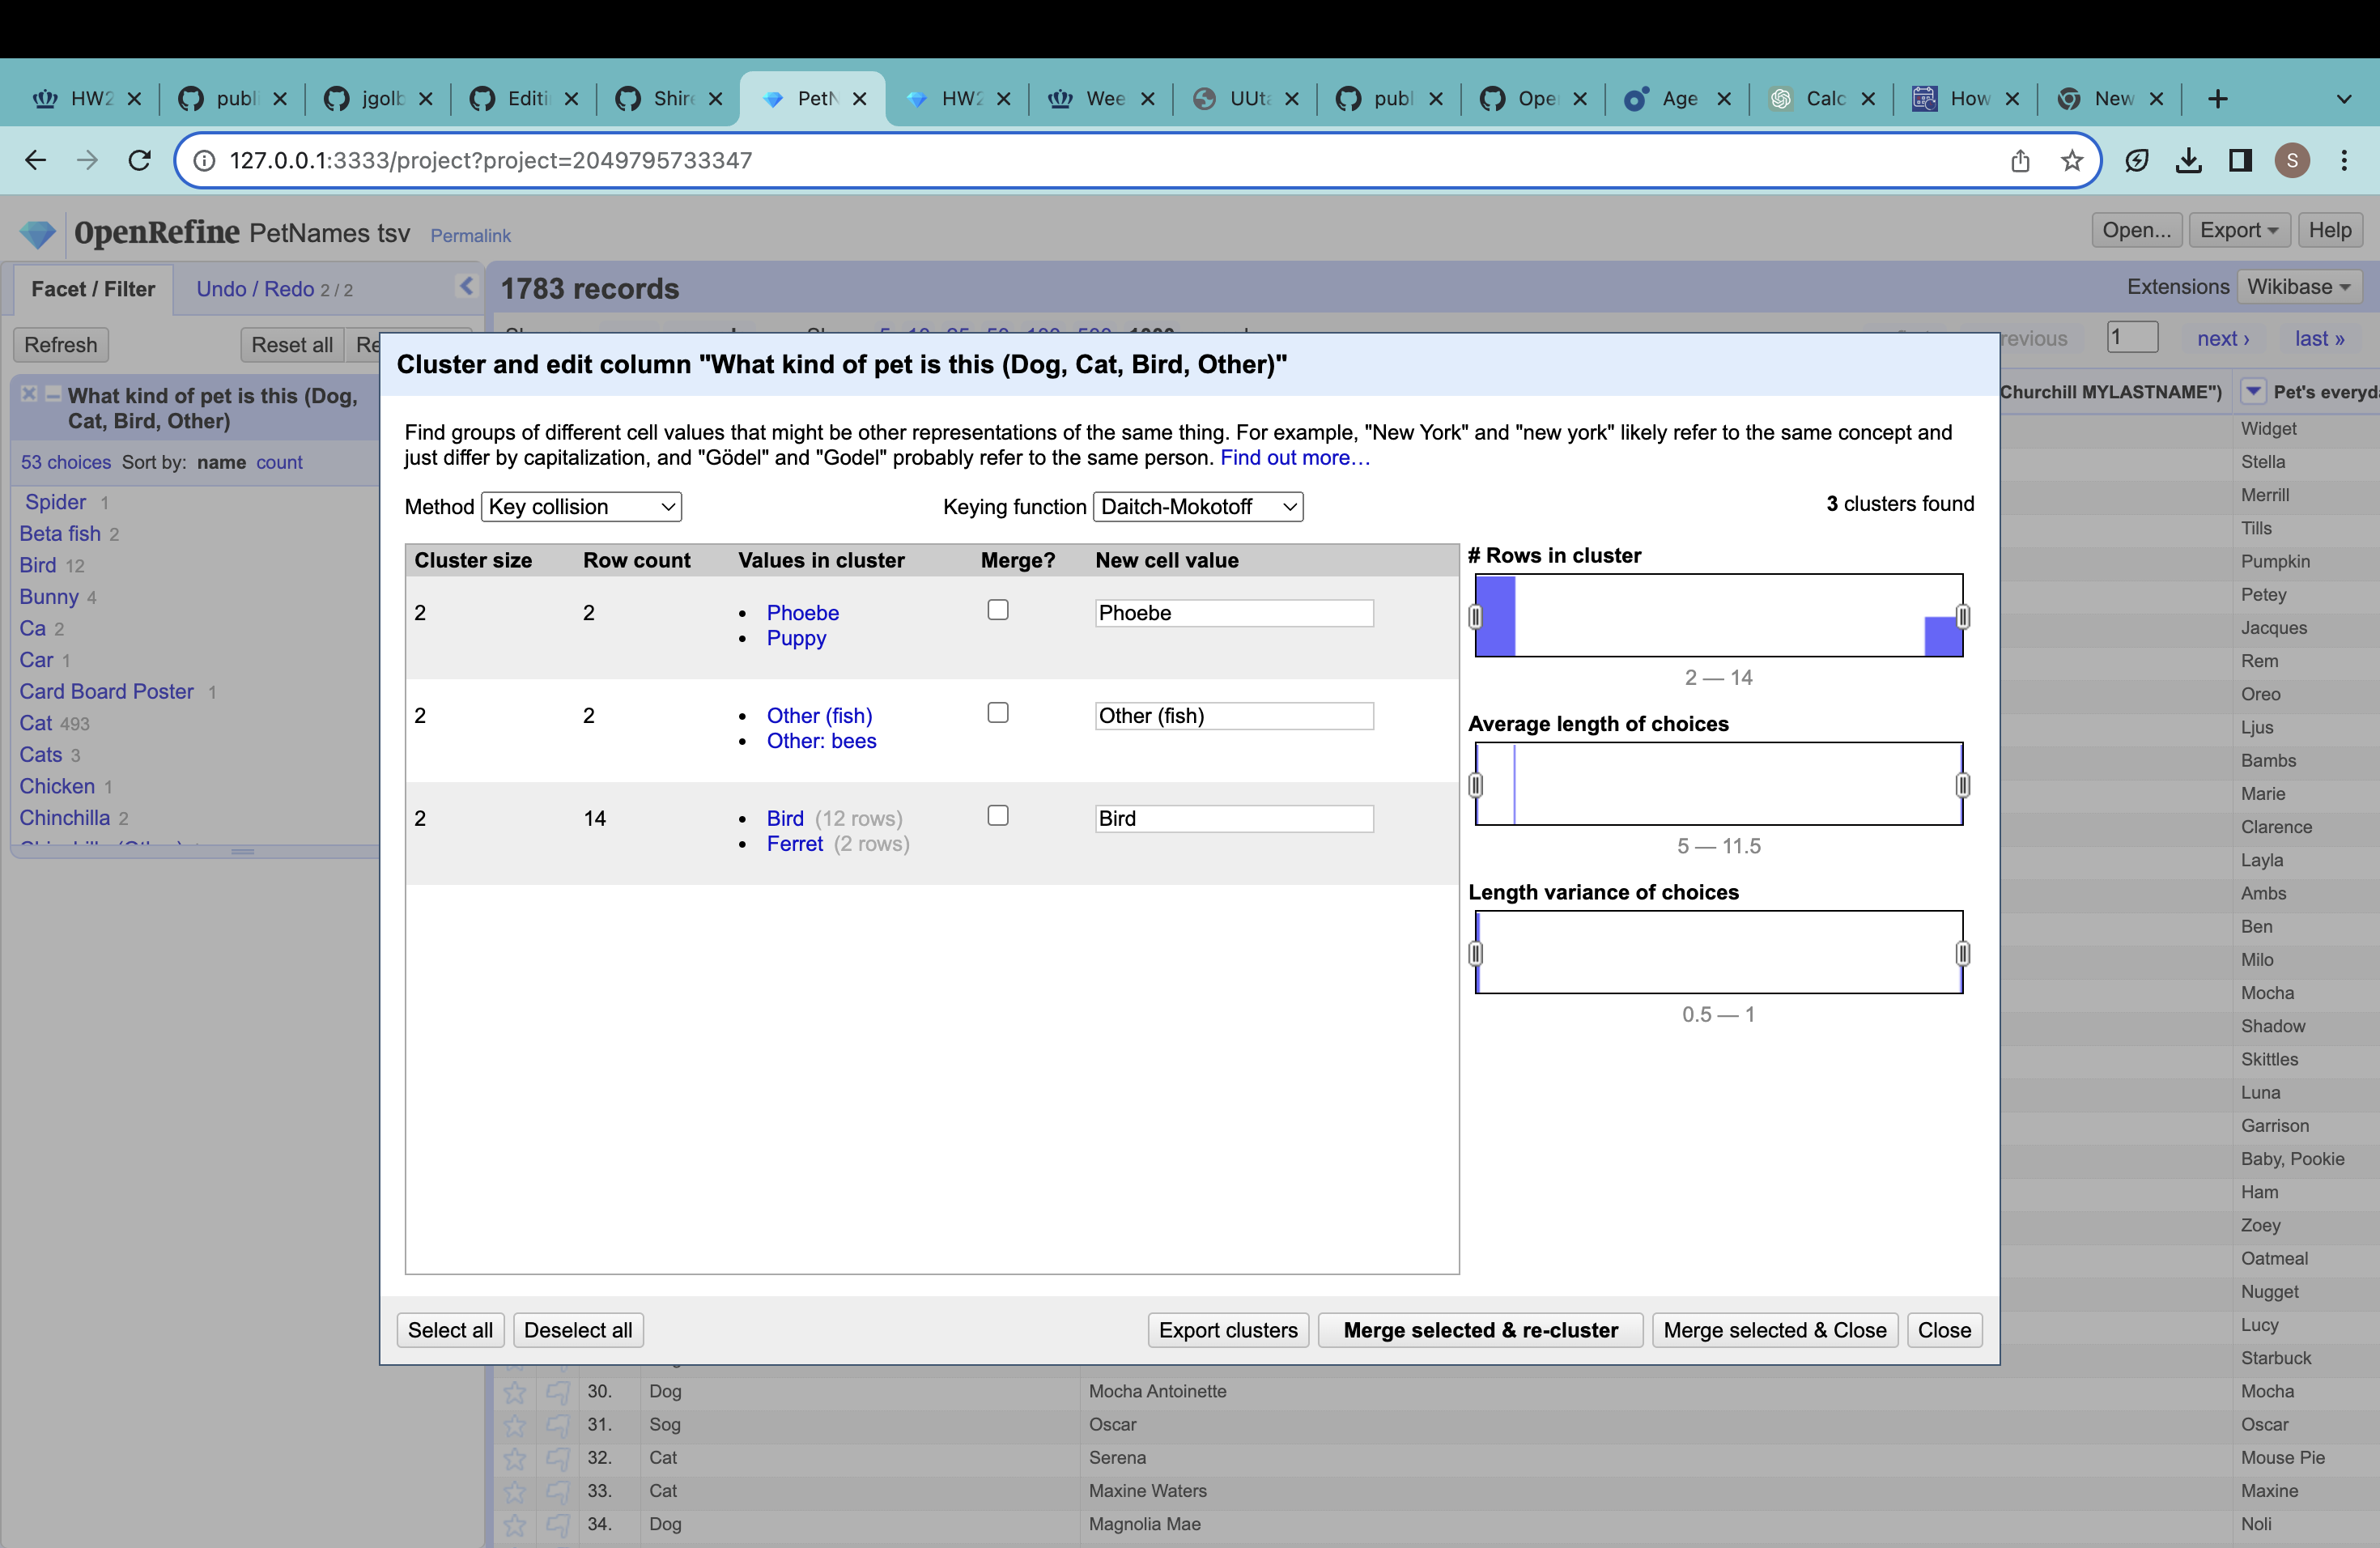 HW2 publ jgolb Editi Shire PetN HW2 Wee UUta publ Ope Age Calc How New
127.0.0.1:3333/project?project=2049795733347
S
OpenRefine PetNames tsv Permalink
Open... Export Help
Facet / Filter Undo / Redo 2 / 2
1783 records
Extensions Wikibase
Refresh Reset all Re
5 10 25 50 100 500 1000
revious 1 next › last »
What kind of pet is this (Dog,
Cat, Bird, Other)
53 choices Sort by: name count
Spider 1
Beta fish 2
Bird 12
Bunny 4
Ca 2
Car 1
Card Board Poster 1
Cat 493
Cats 3
Chicken 1
Chinchilla 2
Cluster and edit column "What kind of pet is this (Dog, Cat, Bird, Other)"
Find groups of different cell values that might be other representations of the same thing. For example, "New York" and "new york" likely refer to the same concept and
just differ by capitalization, and "Gödel" and "Godel" probably refer to the same person. Find out more…
Method Key collision Keying function Daitch-Mokotoff 3 clusters found
Cluster size Row count Values in cluster Merge? New cell value
2 2 • Phoebe Phoebe
• Puppy
2 2 • Other (fish) Other (fish)
• Other: bees
2 14 • Bird (12 rows) Bird
• Ferret (2 rows)
# Rows in cluster
2 — 14
Average length of choices
5 — 11.5
Length variance of choices
0.5 — 1
Select all Deselect all Export clusters Merge selected & re-cluster Merge selected & Close Close
Churchill MYLASTNAME") Pet's everyd
Widget
Stella
Merrill
Tills
Pumpkin
Petey
Jacques
Rem
Oreo
Ljus
Bambs
Marie
Clarence
Layla
Ambs
Ben
Milo
Mocha
Shadow
Skittles
Luna
Garrison
Baby, Pookie
Ham
Zoey
Oatmeal
Nugget
Lucy
Starbuck
30. Dog Mocha Antoinette Mocha
31. Sog Oscar Oscar
32. Cat Serena Mouse Pie
33. Cat Maxine Waters Maxine
34. Dog Magnolia Mae Noli